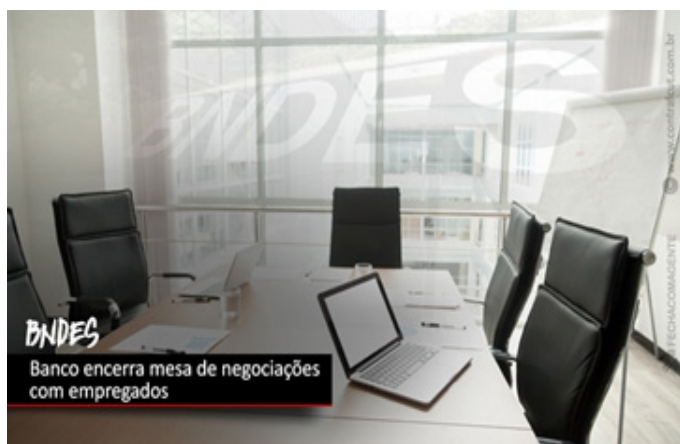 BNDES
© www.contrafcut.com.br
BNDES
Banco encerra mesa de negociações
com empregados